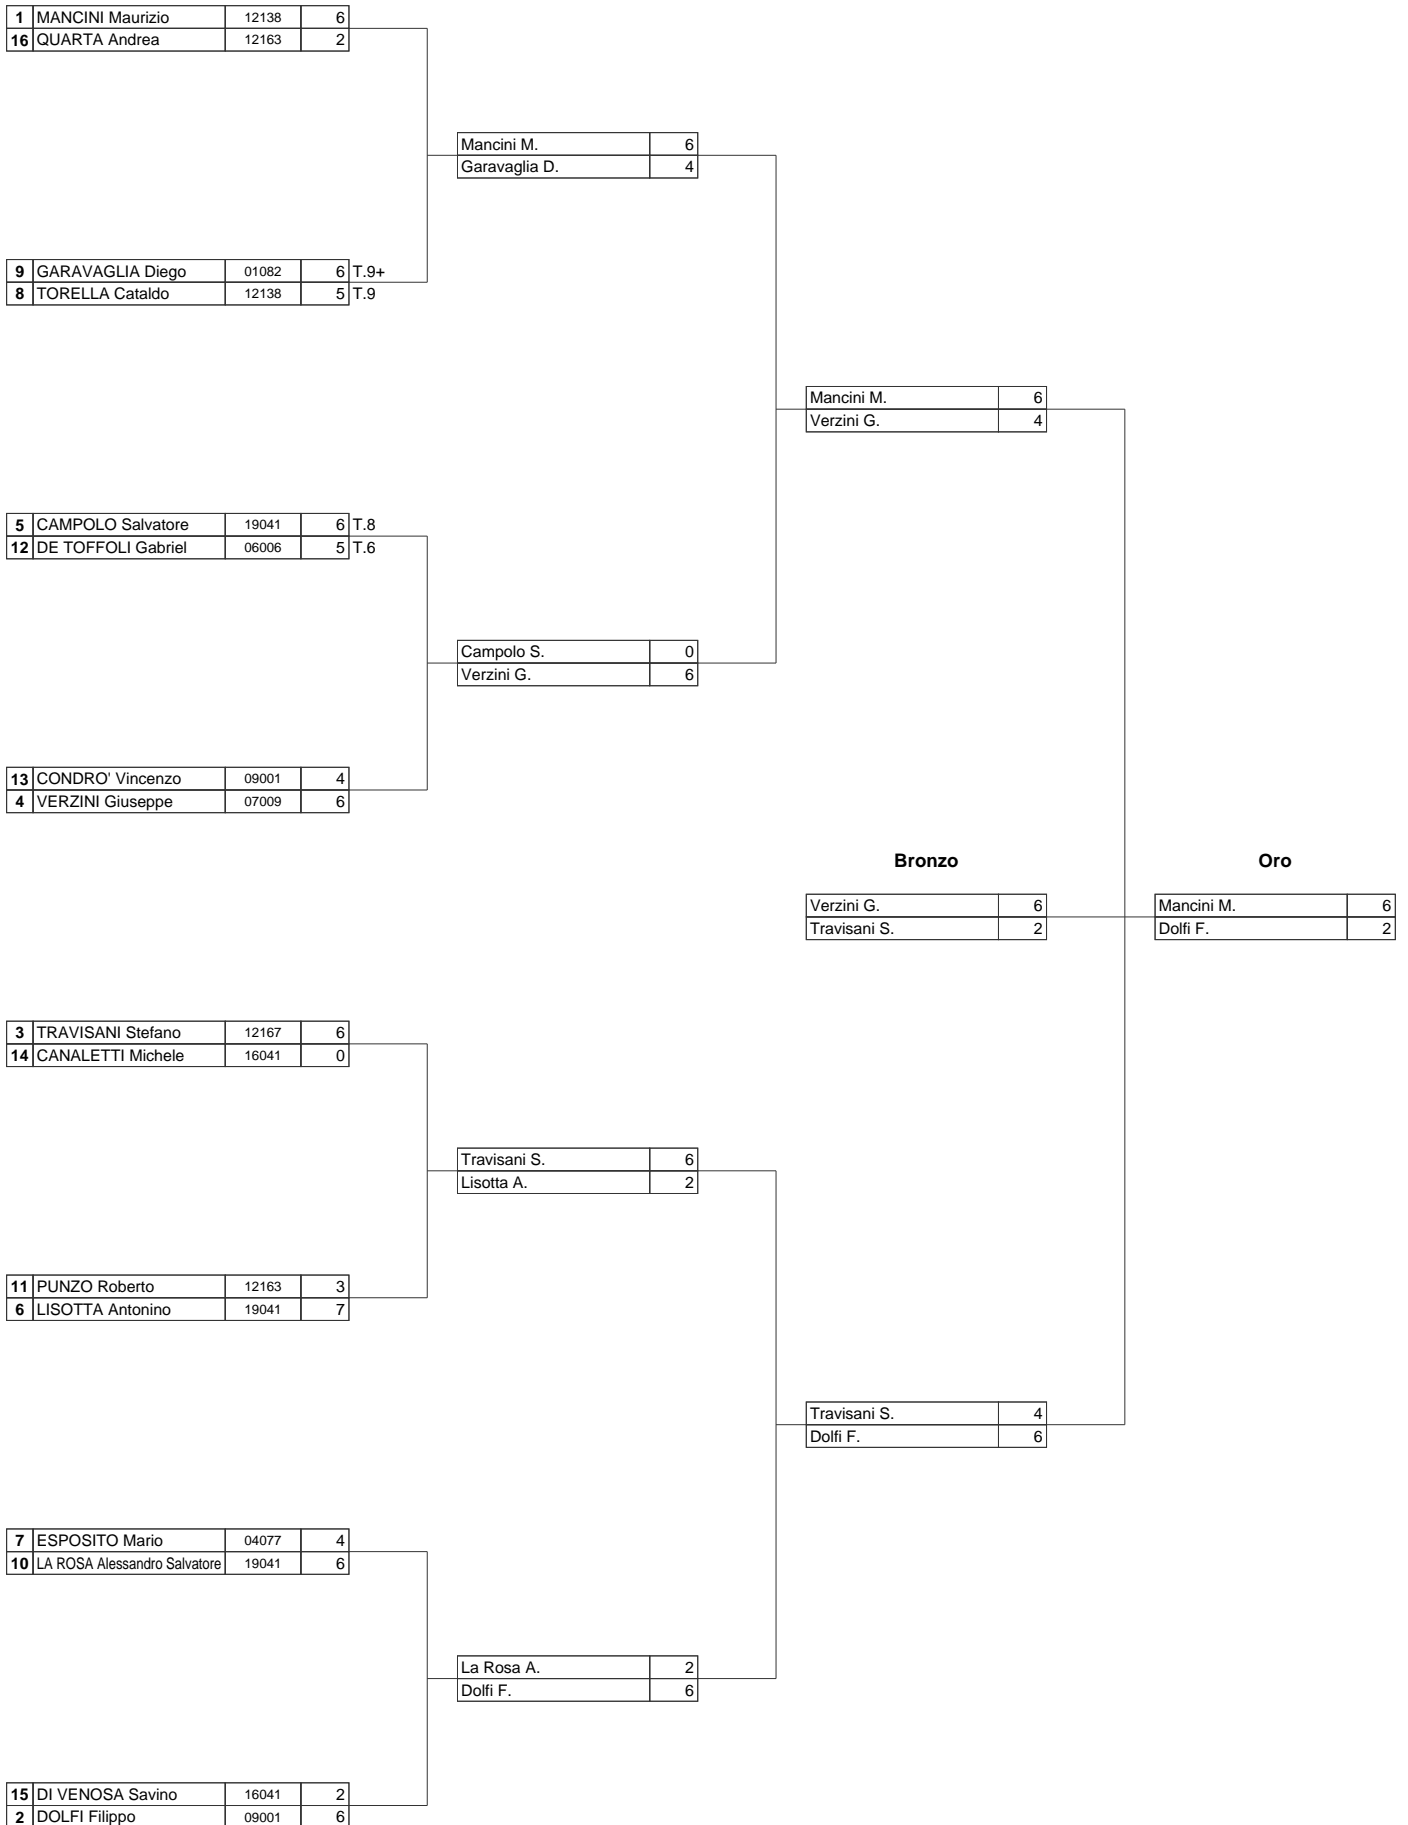 1 MANCINI Maurizio 12138 6
16 QUARTA Andrea 12163 2
Mancini M. 6
Garavaglia D. 4
9 GARAVAGLIA Diego 01082 6 T.9+
8 TORELLA Cataldo 12138 5 T.9
Mancini M. 6
Verzini G. 4
5 CAMPOLO Salvatore 19041 6 T.8
12 DE TOFFOLI Gabriel 06006 5 T.6
Campolo S. 0
Verzini G. 6
13 CONDRO' Vincenzo 09001 4
4 VERZINI Giuseppe 07009 6
Bronzo Oro
Verzini G. 6 Mancini M. 6
Travisani S. 2 Dolfi F. 2
3 TRAVISANI Stefano 12167 6
14 CANALETTI Michele 16041 0
Travisani S. 6
Lisotta A. 2
11 PUNZO Roberto 12163 3
6 LISOTTA Antonino 19041 7
Travisani S. 4
Dolfi F. 6
7 ESPOSITO Mario 04077 4
10 LA ROSA Alessandro Salvatore 19041 6
La Rosa A. 2
Dolfi F. 6
15 DI VENOSA Savino 16041 2
2 DOLFI Filippo 09001 6